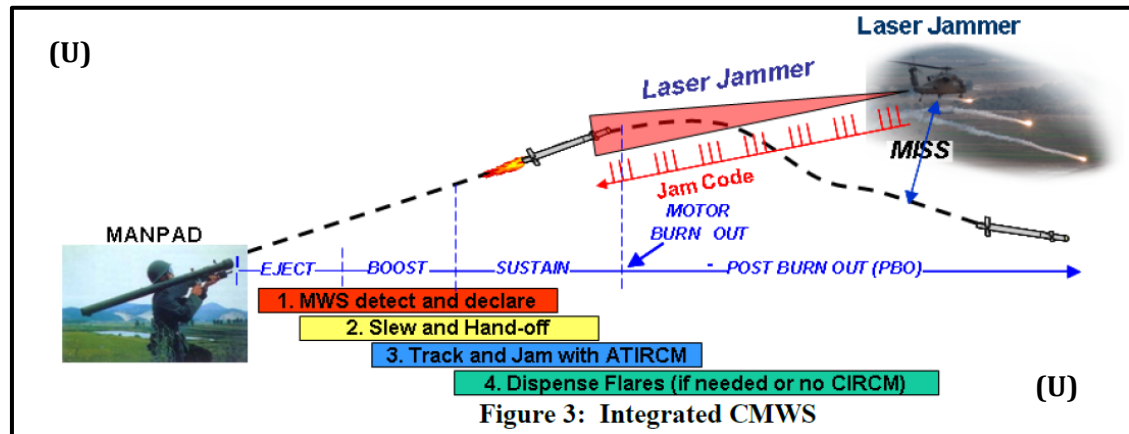 (U)
Laser Jammer
Laser Jammer
MISS
Jam Code
MOTOR
BURN OUT
MANPAD
EJECT
BOOST
SUSTAIN
- POST BURN OUT (PBO)
1. MWS detect and declare
2. Slew and Hand-off
3. Track and Jam with ATIRCM
4. Dispense Flares (if needed or no CIRCM)
(U)
Figure 3: Integrated CMWS